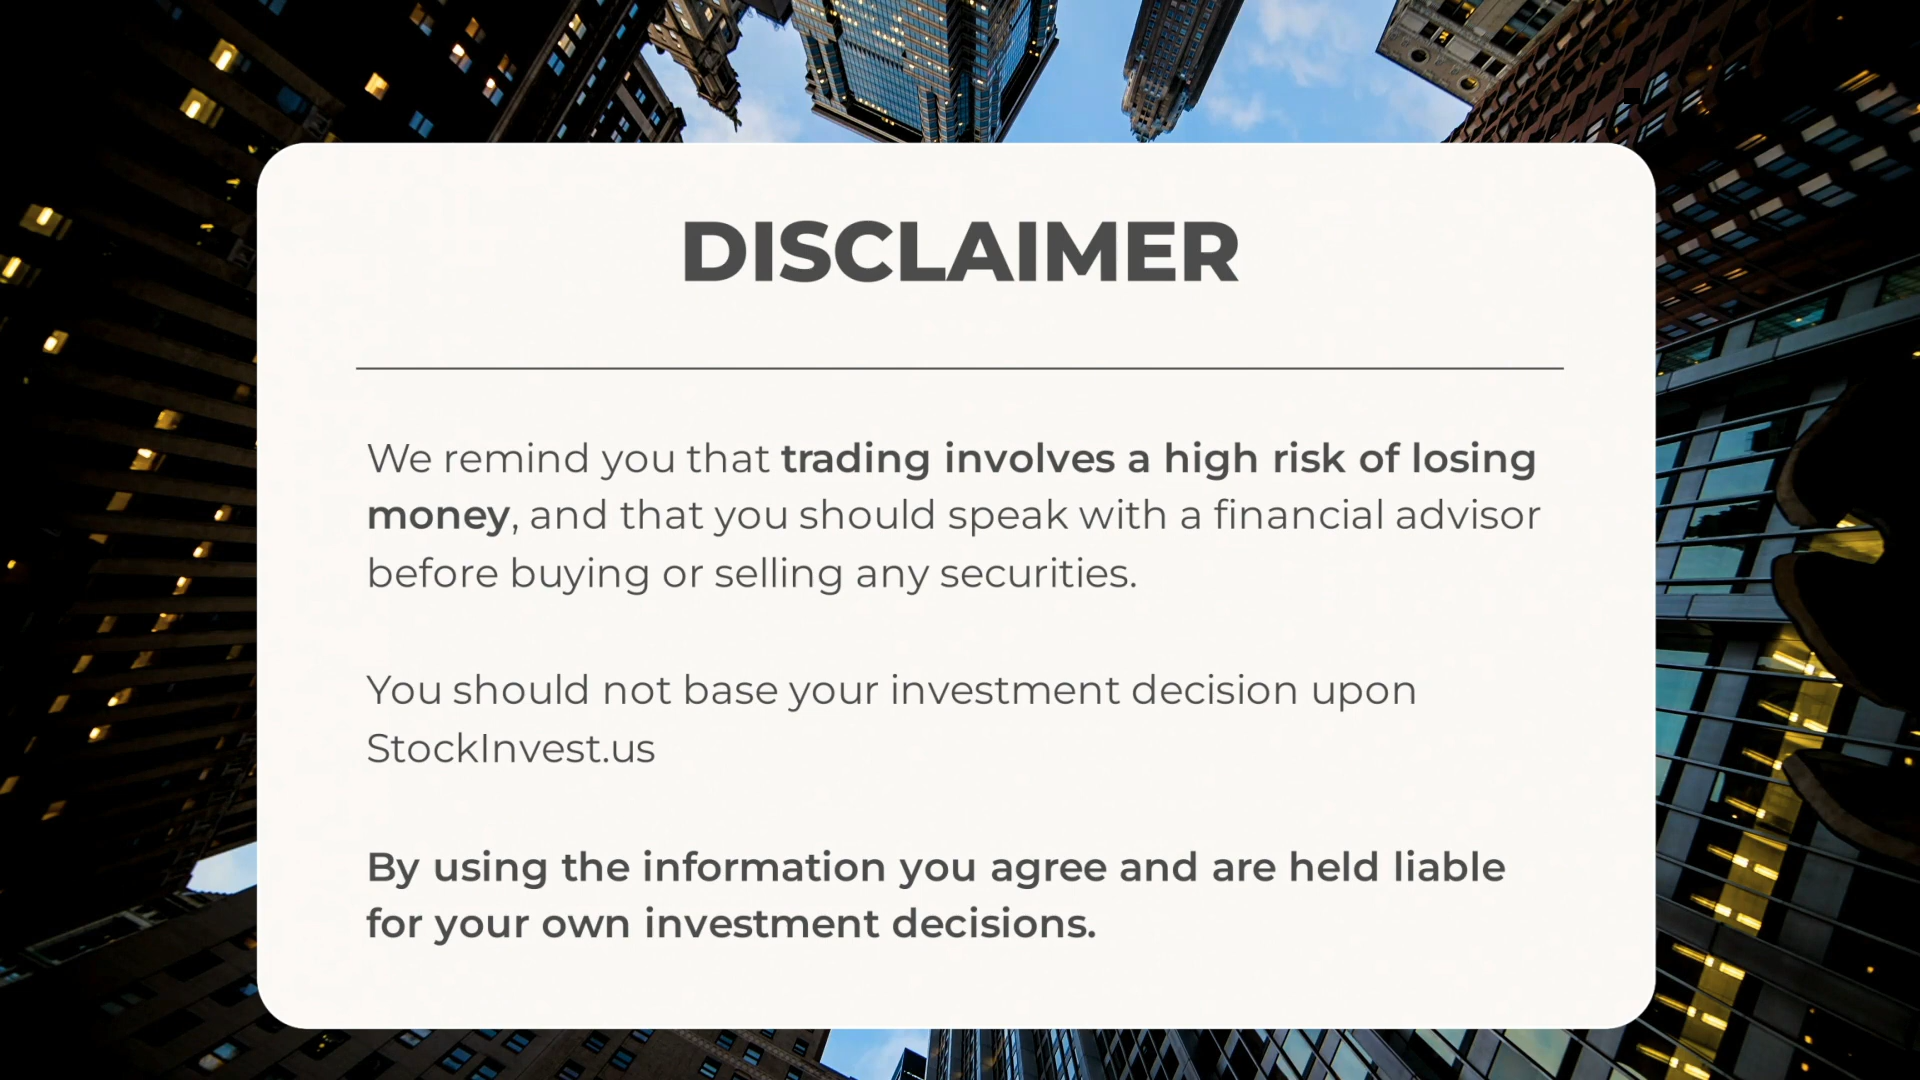 DISCLAIMER
We remind you that trading involves a high risk of losing
money, and that you should speak with a financial advisor
before buying or selling any securities.
You should not base your investment decision upon
StockInvest.us
By using the information you agree and are held liable
for your own investment decisions.